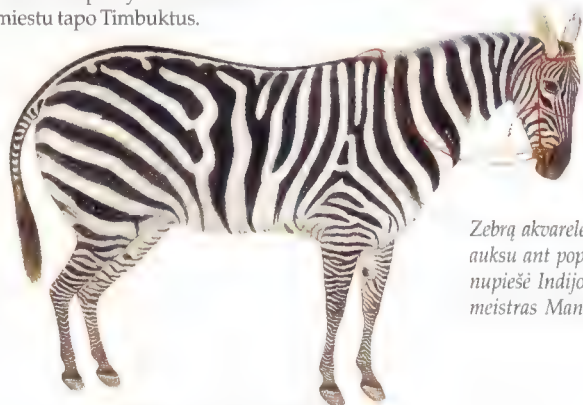 miestu tapo Timbuktus.
Zebrą akvarele
auksu ant pop
nupiešė Indijo
meistras Man